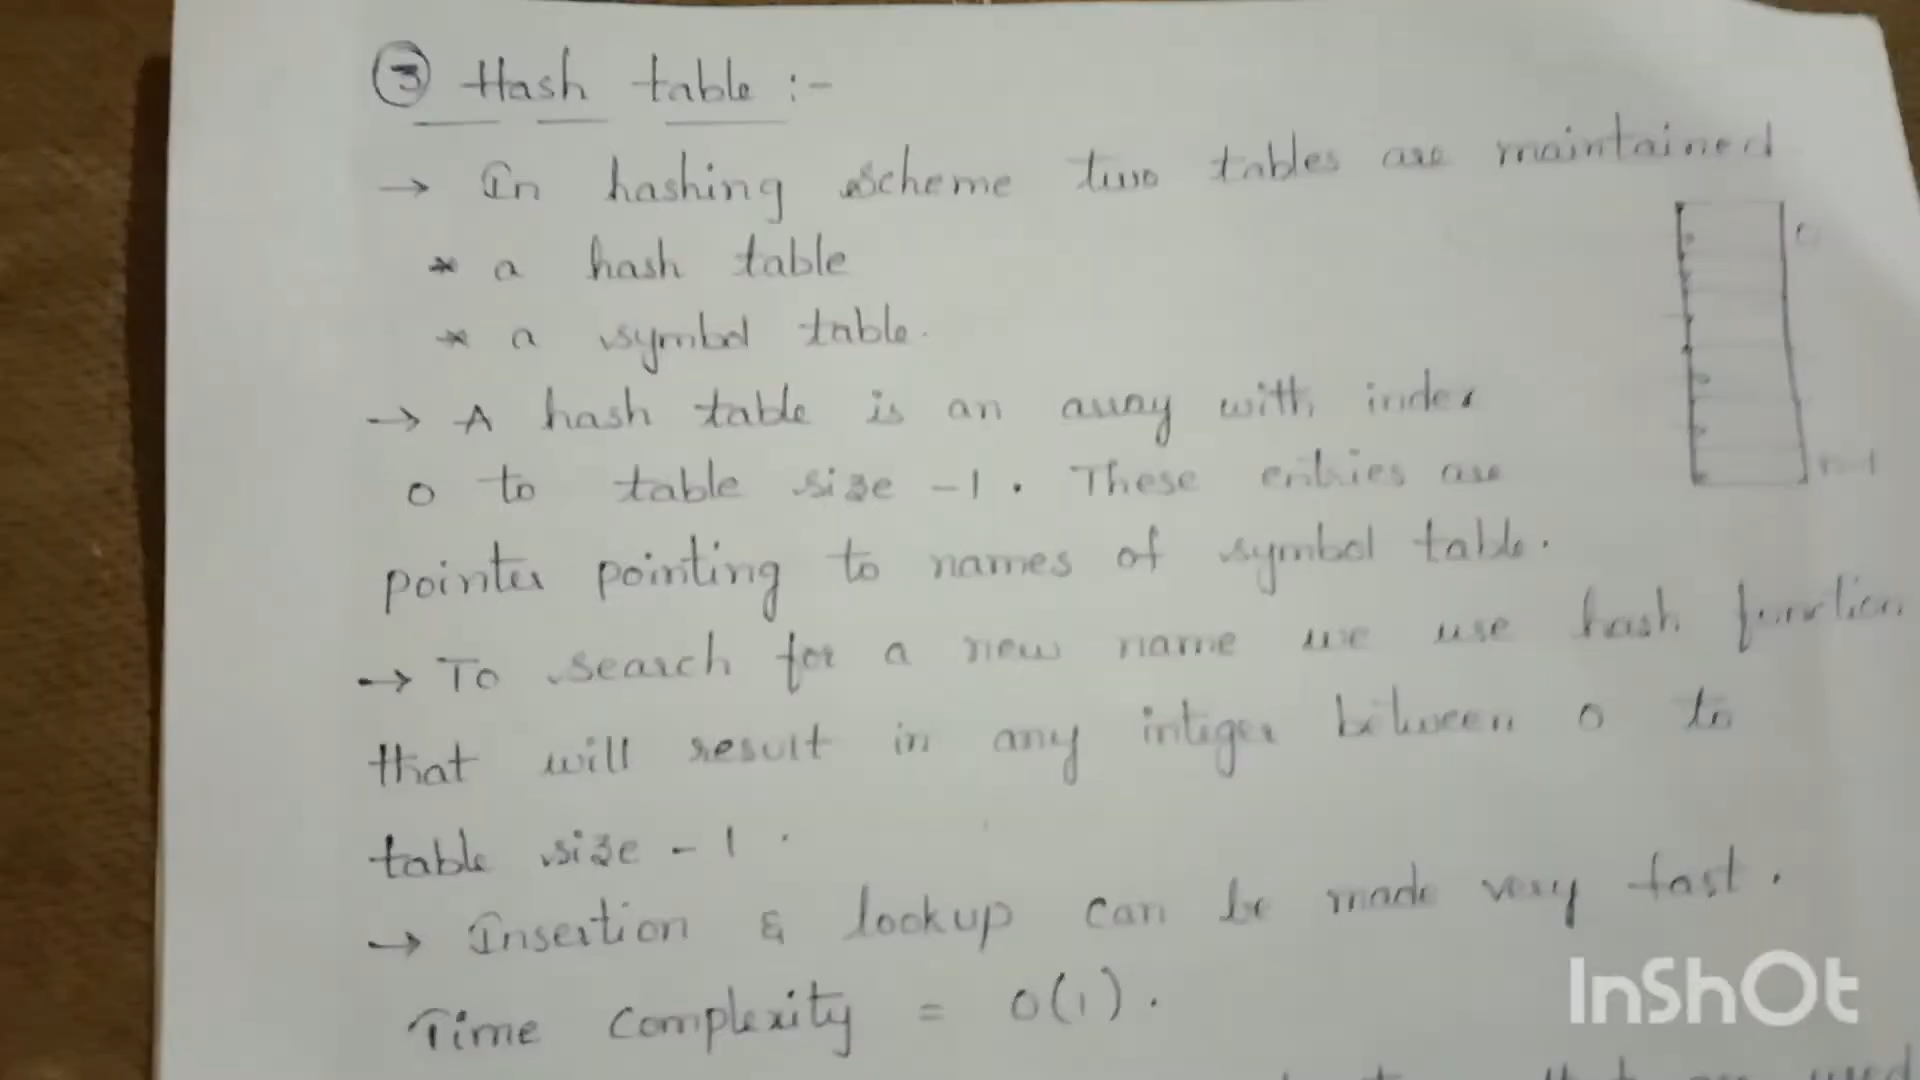 ③ Hash table :-
→ In hashing scheme two tables are maintained
* a hash table
* a symbol table.
→ A hash table is an array with index
0 to table size -1. These entries are
pointer pointing to names of symbol table.
→ To search for a new name we use hash function
that will result in any integer between 0 to
table size - 1.
→ Insertion & lookup can be made very fast.
Time Complexity = O(1).
InShOt